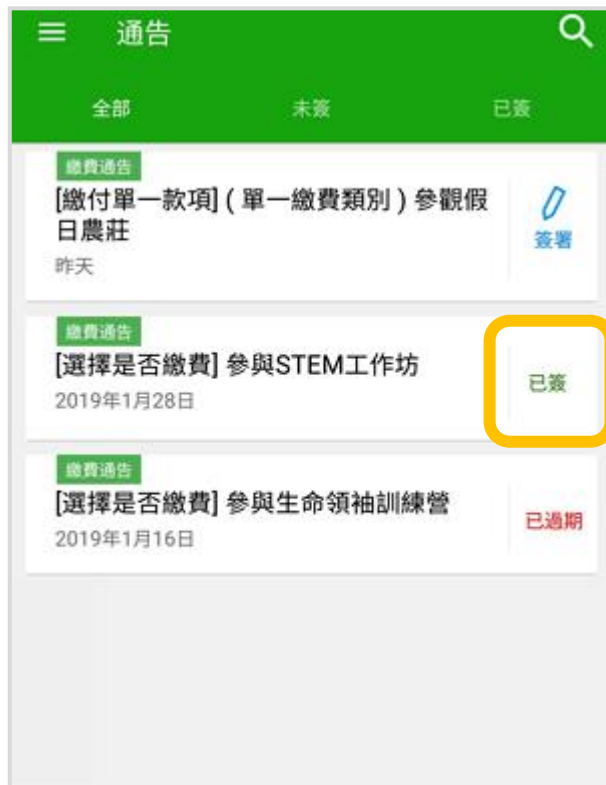 通告
全部 未簽 已簽
繳費通告
[繳付單一款項] ( 單一繳費類別 ) 參觀假
日農莊
昨天
簽署
繳費通告
[選擇是否繳費] 參與STEM工作坊
2019年1月28日
已簽
繳費通告
[選擇是否繳費] 參與生命領袖訓練營
2019年1月16日
已過期